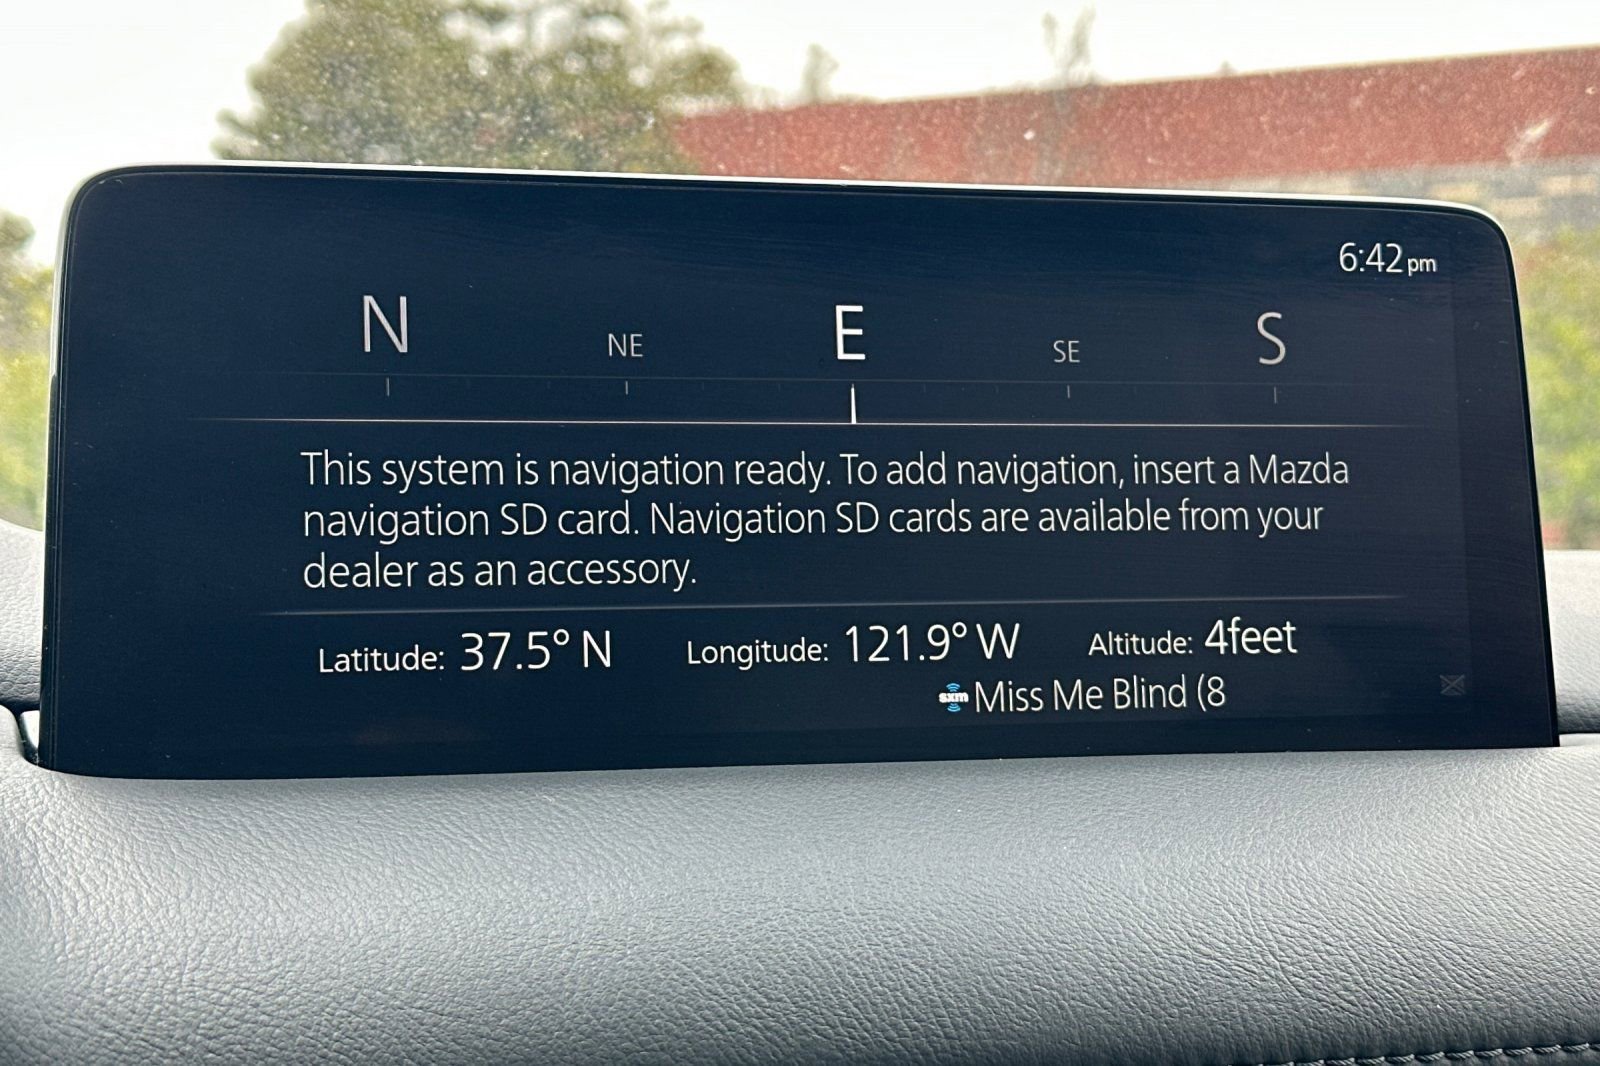 6:42pm
N NE E SE S
This system is navigation ready. To add navigation, insert a Mazda
navigation SD card. Navigation SD cards are available from your
dealer as an accessory.
Latitude: 37.5° N Longitude: 121.9° W Altitude: 4feet
sxm Miss Me Blind (8